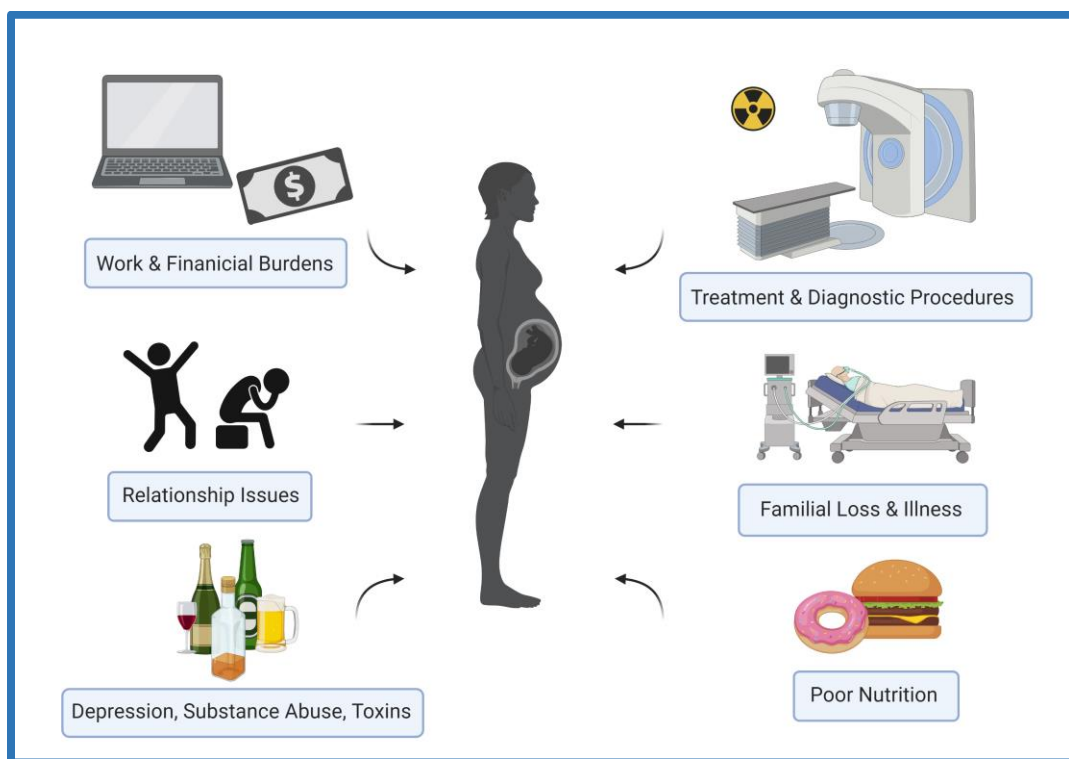 $
Work & Finanicial Burdens
Treatment & Diagnostic Procedures
Relationship Issues
Familial Loss & Illness
Depression, Substance Abuse, Toxins
Poor Nutrition